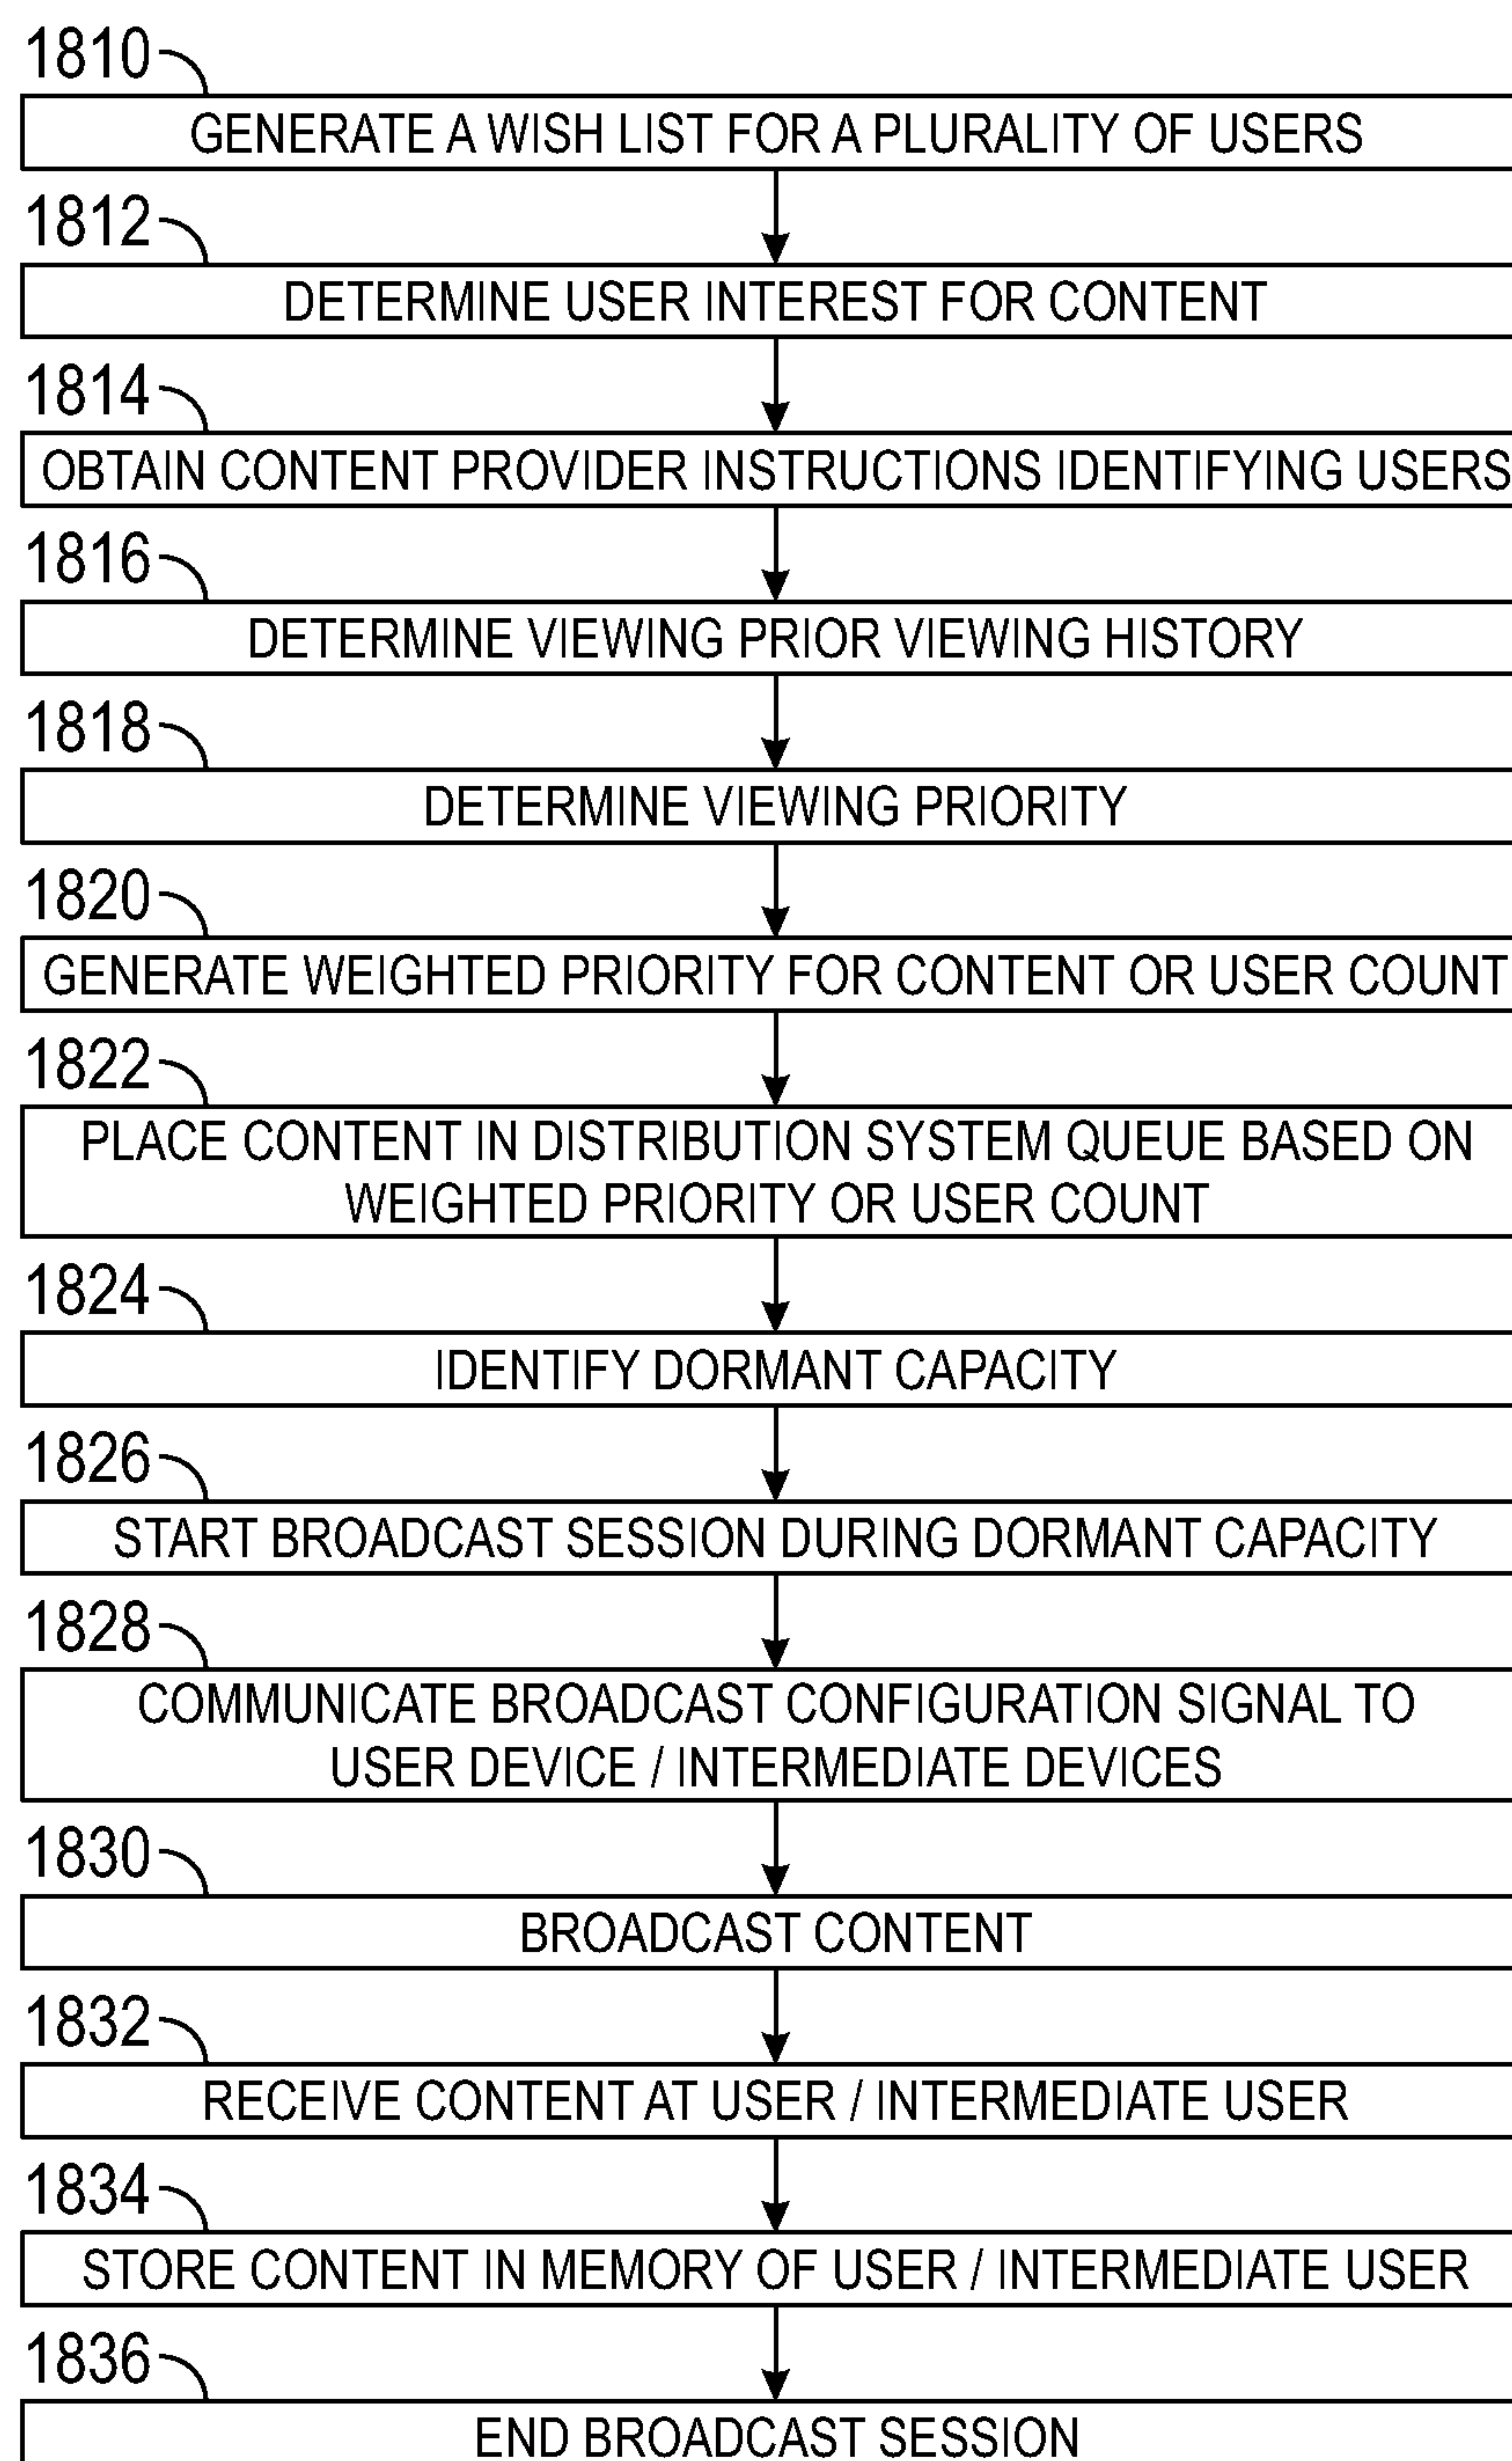 1810
GENERATE A WISH LIST FOR A PLURALITY OF USERS
1812
DETERMINE USER INTEREST FOR CONTENT
1814
OBTAIN CONTENT PROVIDER INSTRUCTIONS IDENTIFYING USERS
1816
DETERMINE VIEWING PRIOR VIEWING HISTORY
1818
DETERMINE VIEWING PRIORITY
1820
GENERATE WEIGHTED PRIORITY FOR CONTENT OR USER COUNT
1822
PLACE CONTENT IN DISTRIBUTION SYSTEM QUEUE BASED ON
WEIGHTED PRIORITY OR USER COUNT
1824
IDENTIFY DORMANT CAPACITY
1826
START BROADCAST SESSION DURING DORMANT CAPACITY
1828
COMMUNICATE BROADCAST CONFIGURATION SIGNAL TO
USER DEVICE / INTERMEDIATE DEVICES
1830
BROADCAST CONTENT
1832
RECEIVE CONTENT AT USER / INTERMEDIATE USER
1834
STORE CONTENT IN MEMORY OF USER / INTERMEDIATE USER
1836
END BROADCAST SESSION